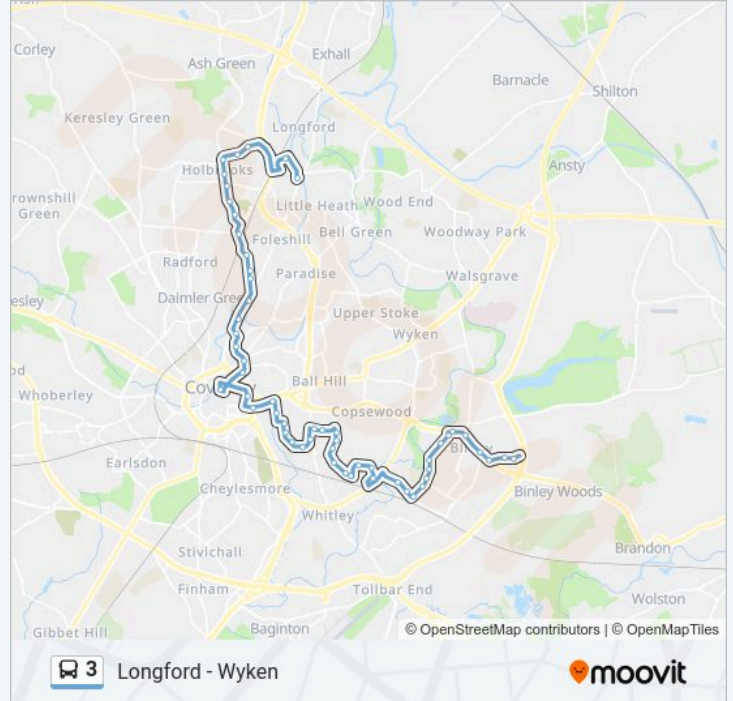 Corley
Exhall
Ash Green
Barnacle
Shilton
Keresley Green
Longford
Ansty
Holbrooks
rownshill
Green
Little Heath
Wood End
Foleshill
Bell Green
Woodway Park
Radford
Paradise
Walsgrave
esley
Daimler Gree
Upper Stoke
Wyken
od
Ball Hill
Whoberley
Copsewood
Earlsdon
Cheylesmore
Binley Woods
Whitley
Brandon
Stivichall
Finham
Tollbar End
Wolston
Baginton
Gibbet Hill
© OpenStreetMap contributors | © OpenMapTiles
3 Longford - Wyken
moovit